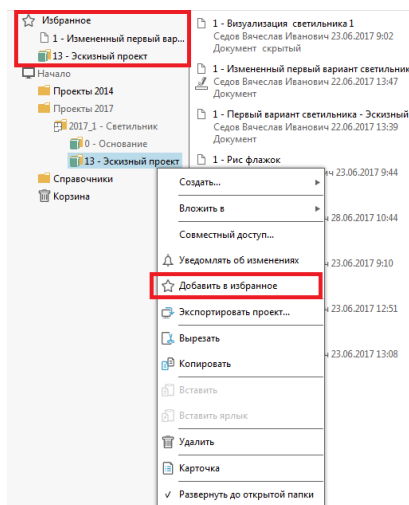 Избранное
1 - Измененный первый вар...
13 - Эскизный проект
Начало
Проекты 2014
Проекты 2017
2017_1 - Светильник
0 - Основание
13 - Эскизный проект
Справочники
Корзина
1 - Визуализация светильника 1
Седов Вячеслав Иванович 23.06.2017 9:02
Документ скрытый
1 - Измененный первый вариант светильник
Седов Вячеслав Иванович 22.06.2017 13:47
Документ
1 - Первый вариант светильника - Эскизный
Седов Вячеслав Иванович 22.06.2017 13:39
Документ
1 - Рис флажок
ич 23.06.2017 9:44
ч 28.06.2017 10:44
ч 23.06.2017 9:10
ч 23.06.2017 12:51
ч 23.06.2017 13:08
Создать...
Вложить в
Совместный доступ...
Уведомлять об изменениях
Добавить в избранное
Экспортировать проект...
Вырезать
Копировать
Вставить
Вставить ярлык
Удалить
Карточка
Развернуть до открытой папки